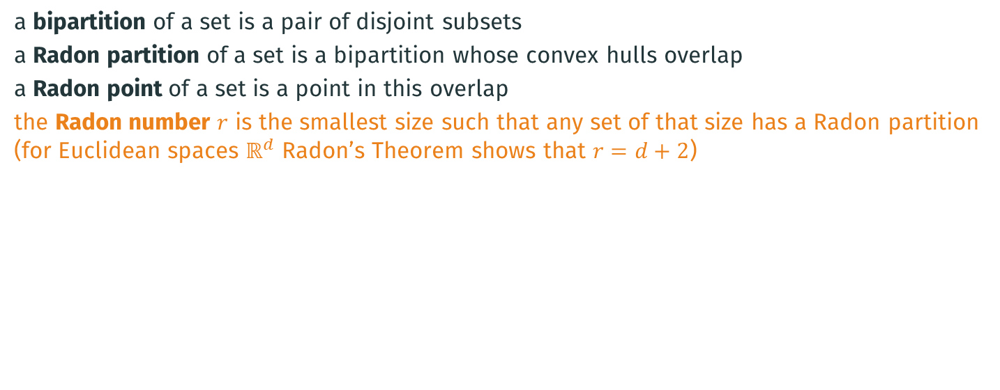 a bipartition of a set is a pair of disjoint subsets
a Radon partition of a set is a bipartition whose convex hulls overlap
a Radon point of a set is a point in this overlap
the Radon number r is the smallest size such that any set of that size has a Radon partition
(for Euclidean spaces ℝᵈ Radon’s Theorem shows that r = d + 2)